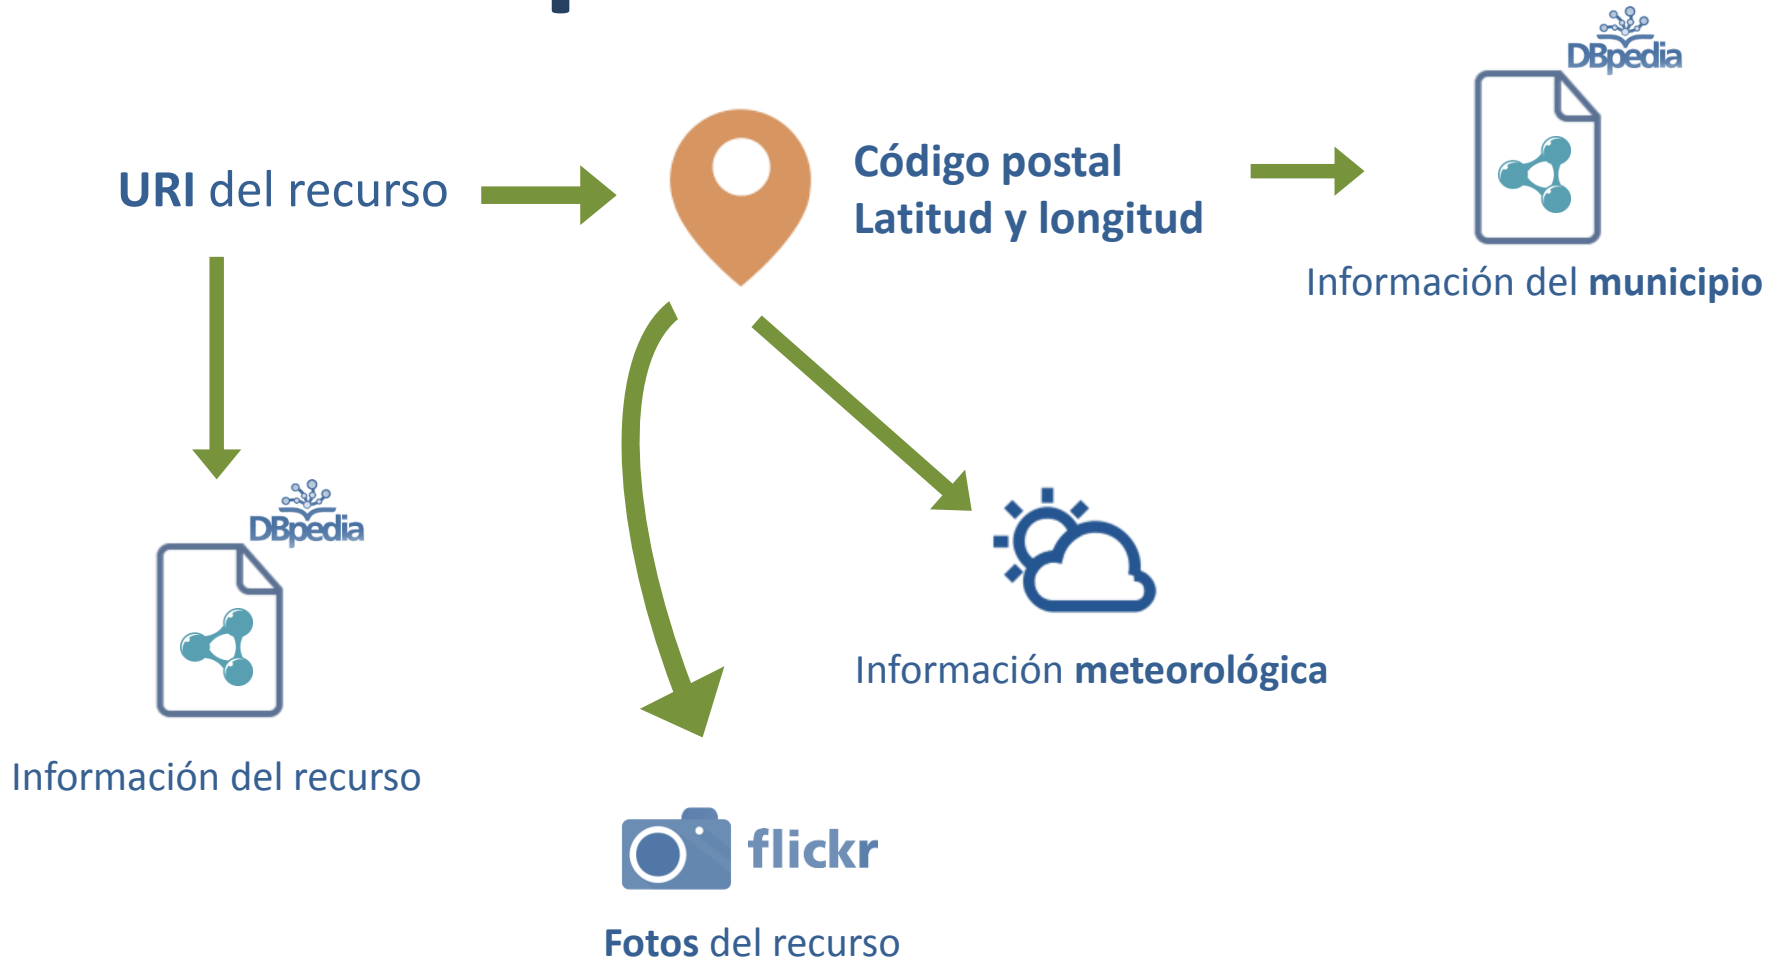 DBpedia
URI del recurso
Código postal
Latitud y longitud
Información del municipio
DBpedia
Información meteorológica
Información del recurso
flickr
Fotos del recurso